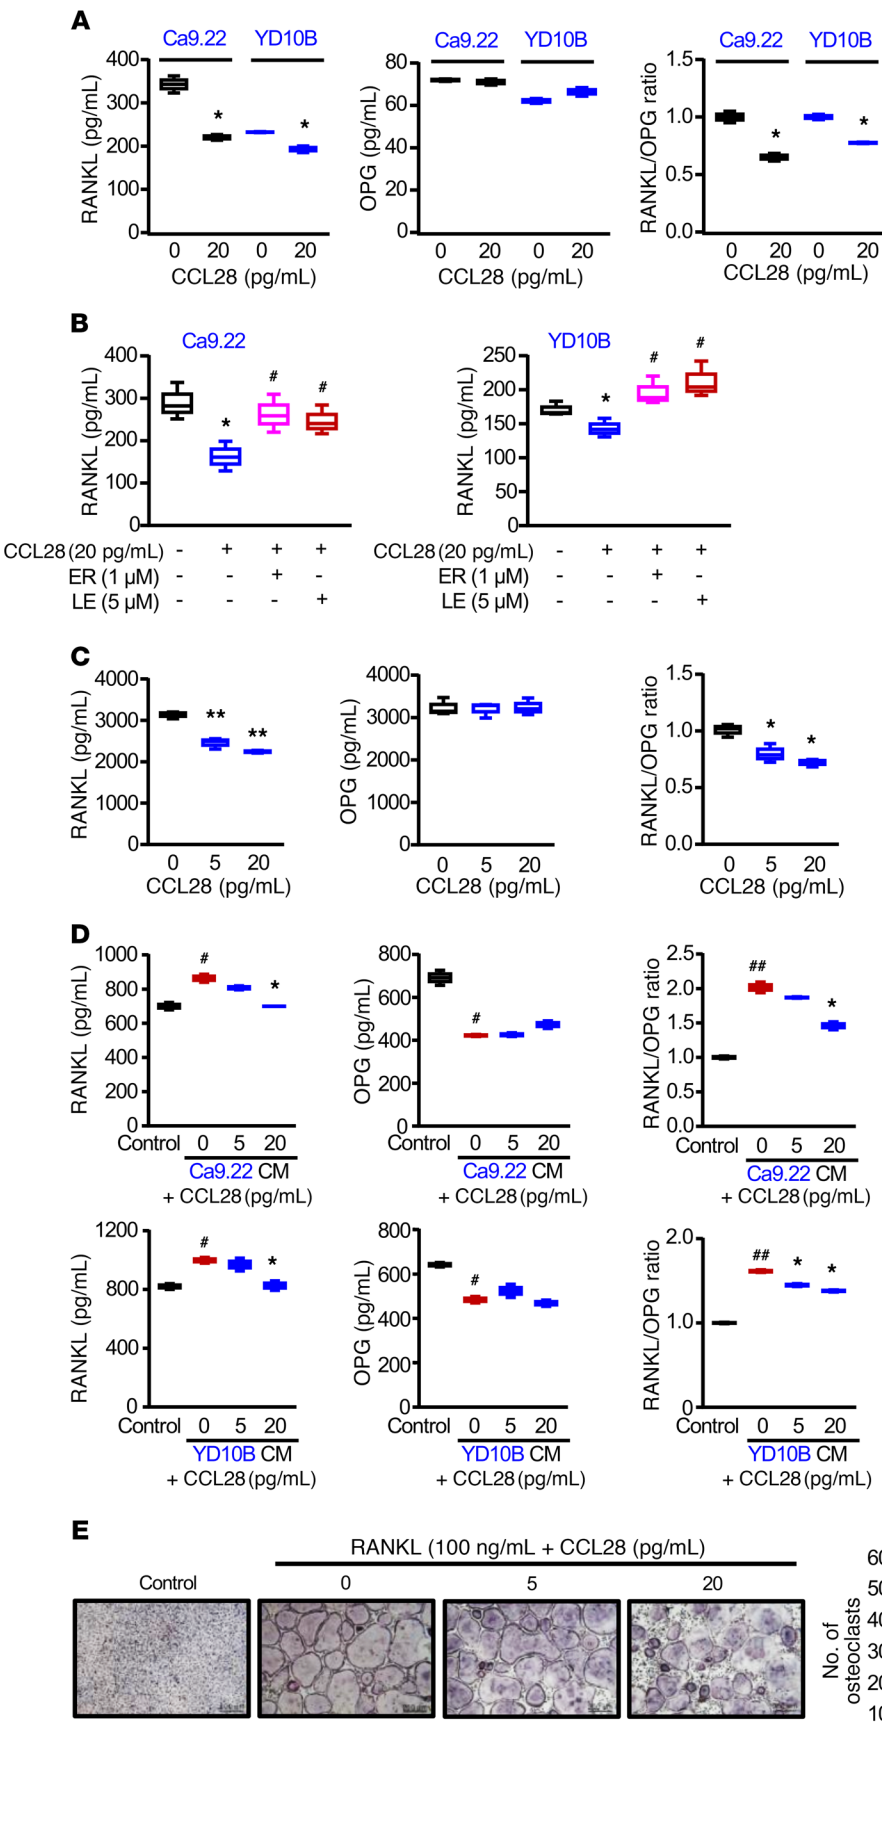 A
Ca9.22 YD10B
Ca9.22 YD10B
Ca9.22 YD10B
RANKL (pg/mL)
400
300
200
100
0
* *
0 20 0 20
CCL28 (pg/mL)
OPG (pg/mL)
80
60
40
20
0
0 20 0 20
CCL28 (pg/mL)
RANKL/OPG ratio
1.5
1.0
0.5
0.0
* *
0 20 0 20
CCL28 (pg/mL)
B
Ca9.22
RANKL (pg/mL)
400
300
200
100
0
* # #
CCL28 (20 pg/mL) - + + +
ER (1 µM) - - + -
LE (5 µM) - - - +
YD10B
RANKL (pg/mL)
250
200
150
100
50
0
* # #
CCL28 (20 pg/mL) - + + +
ER (1 µM) - - + -
LE (5 µM) - - - +
C
RANKL (pg/mL)
4000
3000
2000
1000
0
** **
0 5 20
CCL28 (pg/mL)
OPG (pg/mL)
4000
3000
2000
1000
0
0 5 20
CCL28 (pg/mL)
RANKL/OPG ratio
1.5
1.0
0.5
0.0
* *
0 5 20
CCL28 (pg/mL)
D
RANKL (pg/mL)
1000
800
600
400
200
0
# *
Control 0 5 20
Ca9.22 CM
+ CCL28 (pg/mL)
OPG (pg/mL)
800
600
400
200
0
#
Control 0 5 20
Ca9.22 CM
+ CCL28 (pg/mL)
RANKL/OPG ratio
2.5
2.0
1.5
1.0
0.5
0.0
## *
Control 0 5 20
Ca9.22 CM
+ CCL28 (pg/mL)
RANKL (pg/mL)
1200
800
400
0
# *
Control 0 5 20
YD10B CM
+ CCL28 (pg/mL)
OPG (pg/mL)
800
600
400
200
0
#
Control 0 5 20
YD10B CM
+ CCL28 (pg/mL)
RANKL/OPG ratio
2.0
1.0
0
## * *
Control 0 5 20
YD10B CM
+ CCL28 (pg/mL)
E
RANKL (100 ng/mL + CCL28 (pg/mL)
Control 0 5 20
No. of
osteoclasts